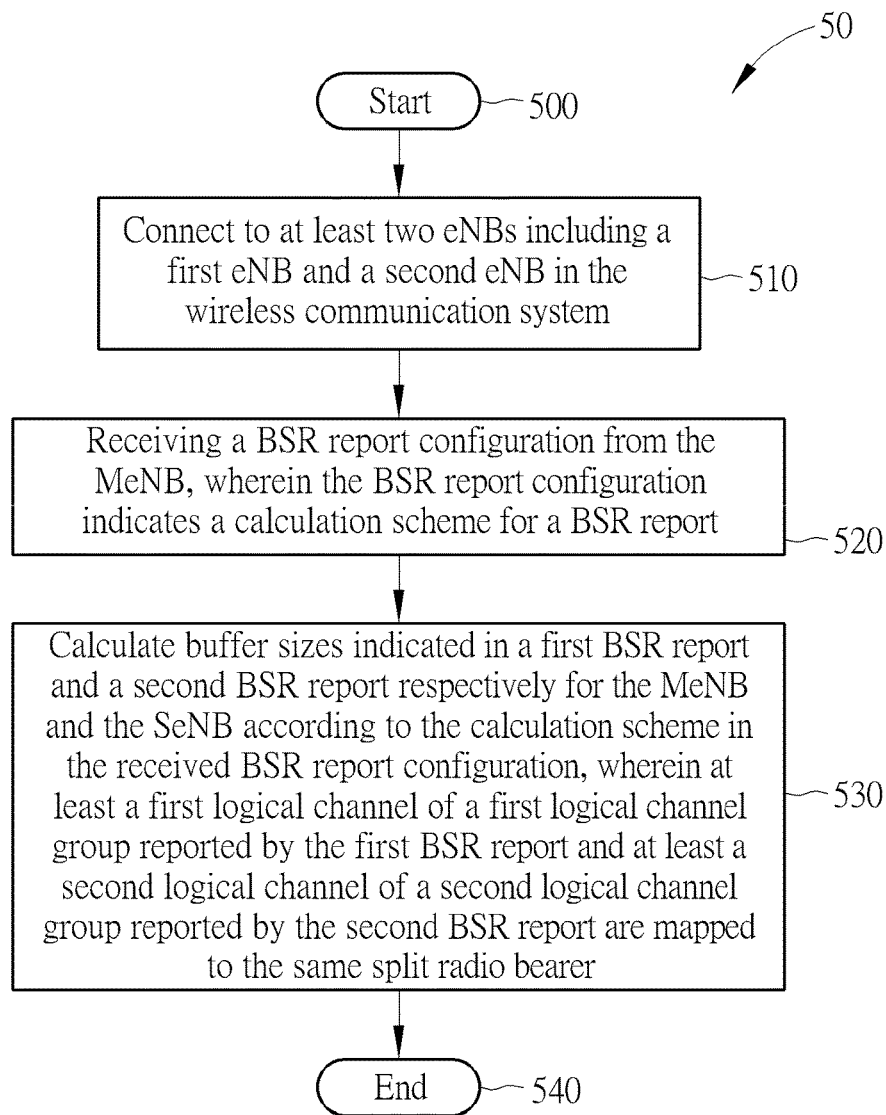 50
Start
500
Connect to at least two eNBs including a
first eNB and a second eNB in the
wireless communication system
510
Receiving a BSR report configuration from the
MeNB, wherein the BSR report configuration
indicates a calculation scheme for a BSR report
520
Calculate buffer sizes indicated in a first BSR report
and a second BSR report respectively for the MeNB
and the SeNB according to the calculation scheme in
the received BSR report configuration, wherein at
least a first logical channel of a first logical channel
group reported by the first BSR report and at least a
second logical channel of a second logical channel
group reported by the second BSR report are mapped
to the same split radio bearer
530
End
540